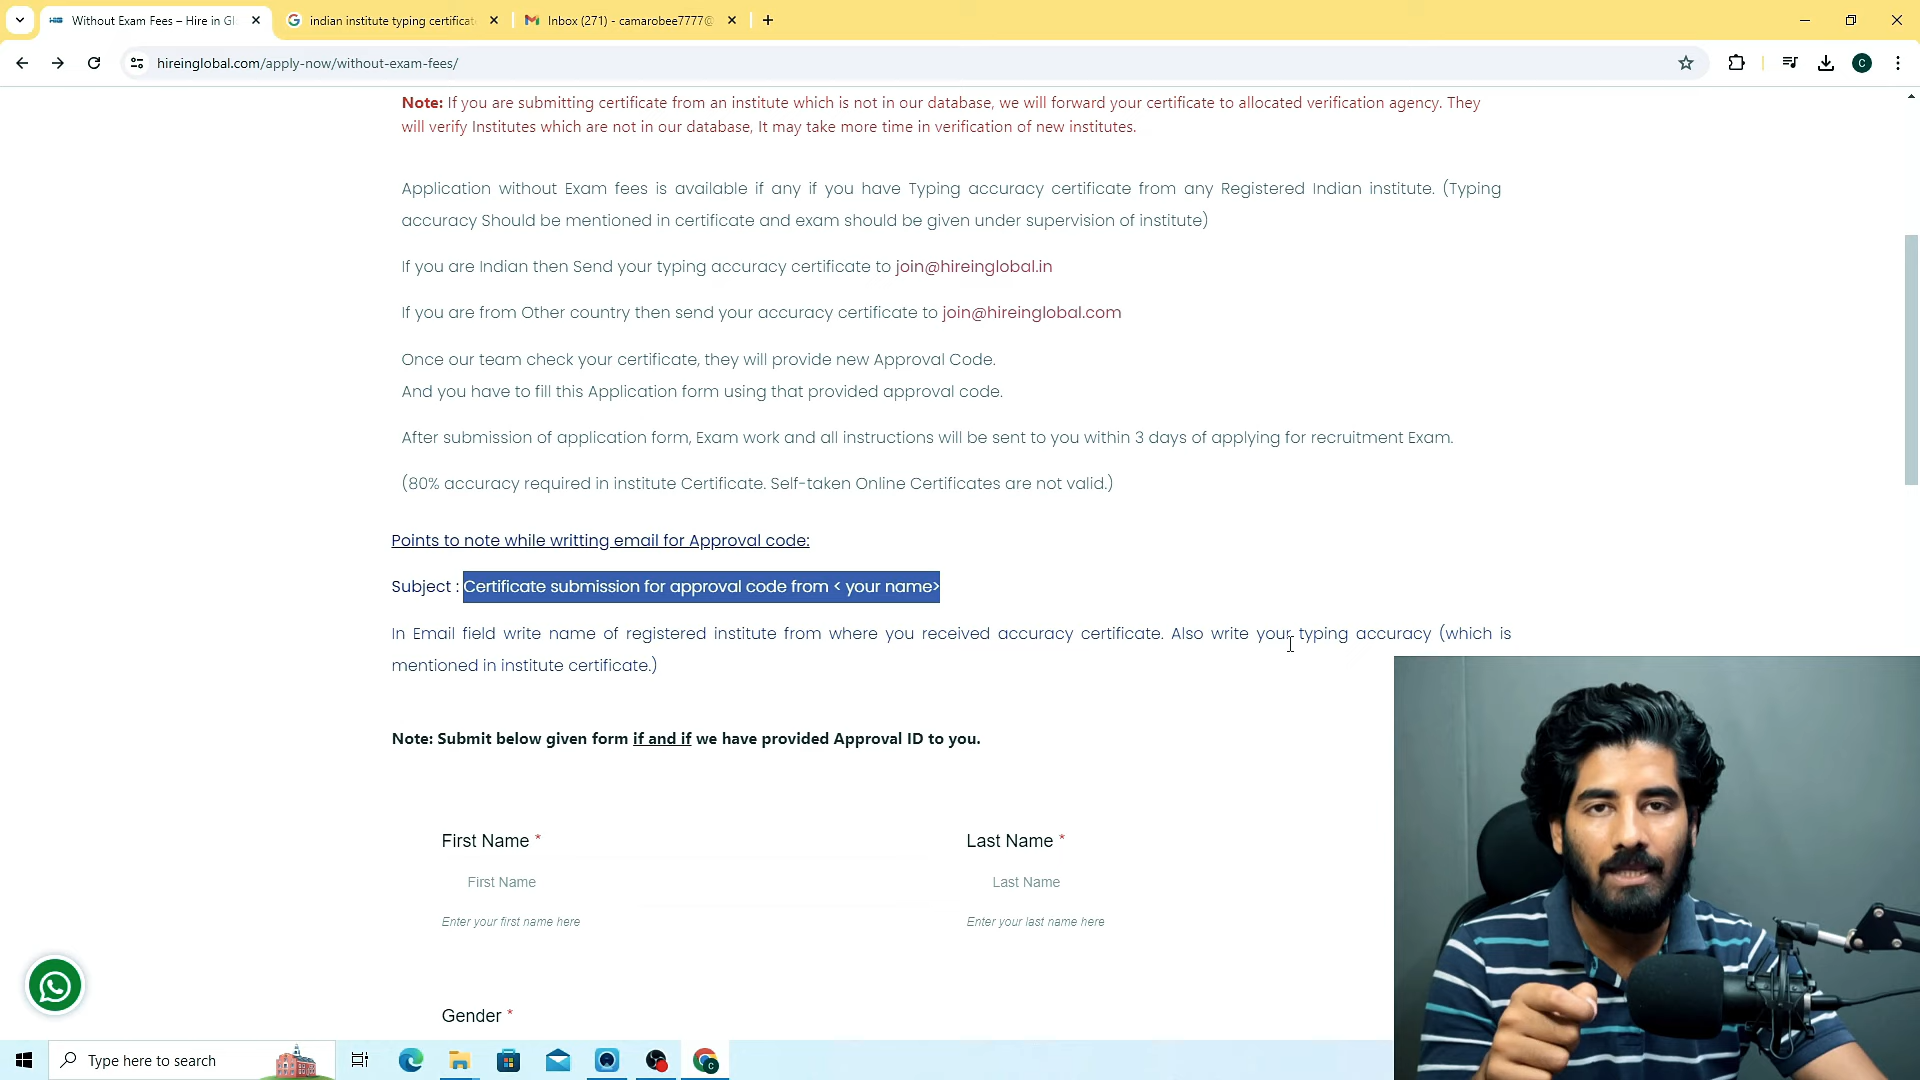 Without Exam Fees – Hire in Gl
indian institute typing certificat
Inbox (271) - camarobee7777@
hireinglobal.com/apply-now/without-exam-fees/
C
Note: If you are submitting certificate from an institute which is not in our database, we will forward your certificate to allocated verification agency. They
will verify Institutes which are not in our database, It may take more time in verification of new institutes.
Application without Exam fees is available if any if you have Typing accuracy certificate from any Registered Indian institute. (Typing
accuracy Should be mentioned in certificate and exam should be given under supervision of institute)
If you are Indian then Send your typing accuracy certificate to join@hireinglobal.in
If you are from Other country then send your accuracy certificate to join@hireinglobal.com
Once our team check your certificate, they will provide new Approval Code.
And you have to fill this Application form using that provided approval code.
After submission of application form, Exam work and all instructions will be sent to you within 3 days of applying for recruitment Exam.
(80% accuracy required in institute Certificate. Self-taken Online Certificates are not valid.)
Points to note while writting email for Approval code:
Subject : Certificate submission for approval code from < your name>
In Email field write name of registered institute from where you received accuracy certificate. Also write your typing accuracy (which is
mentioned in institute certificate.)
Note: Submit below given form if and if we have provided Approval ID to you.
First Name *
Last Name *
First Name
Last Name
Enter your first name here
Enter your last name here
Gender *
Type here to search